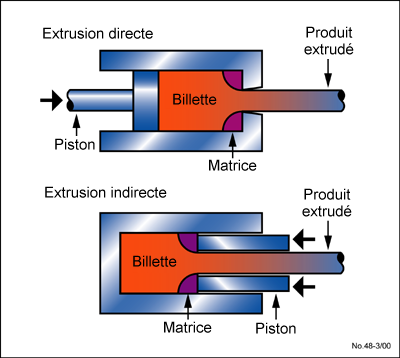 Extrusion directe
Produit
extrudé
Billette
Piston
Matrice
Extrusion indirecte
Produit
extrudé
Billette
Matrice
Piston
No.48-3/00